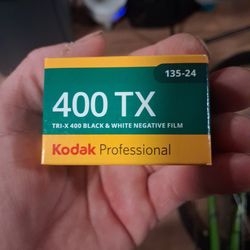 135-24
400 TX
TRI-X 400 BLACK & WHITE NEGATIVE FILM
Kodak Professional